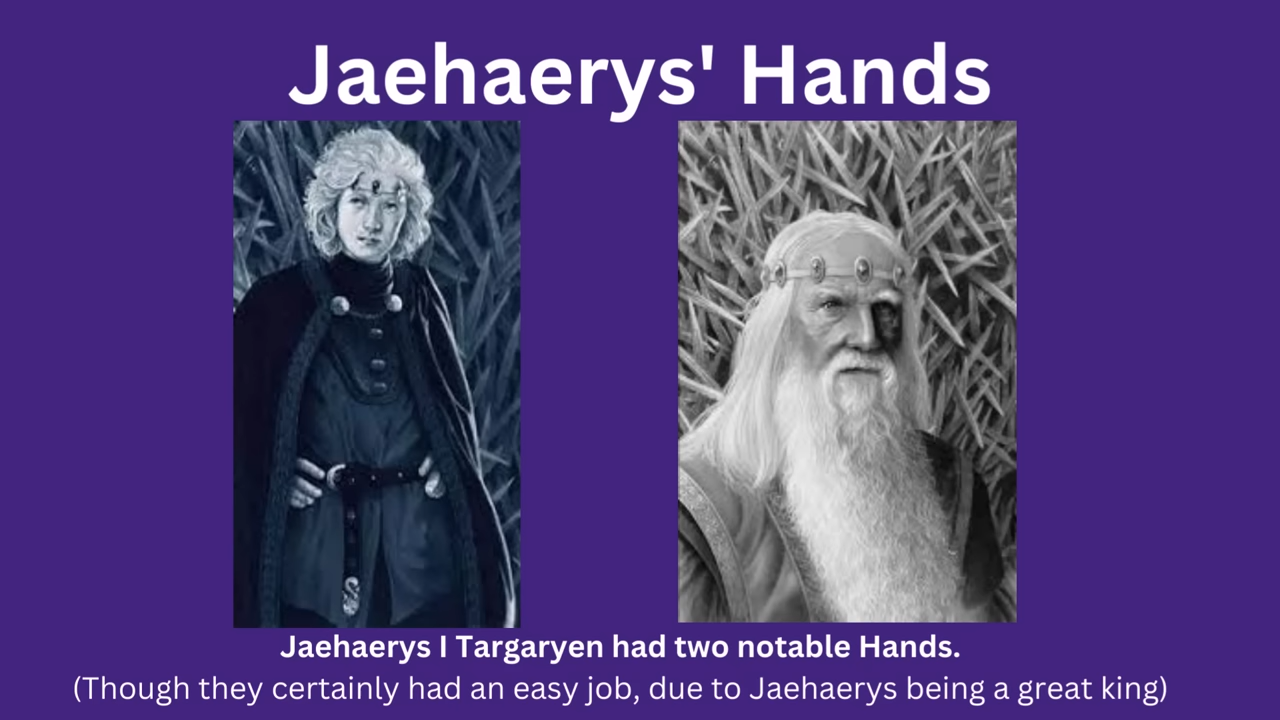 Jaehaerys' Hands
Jaehaerys I Targaryen had two notable Hands.
(Though they certainly had an easy job, due to Jaehaerys being a great king)